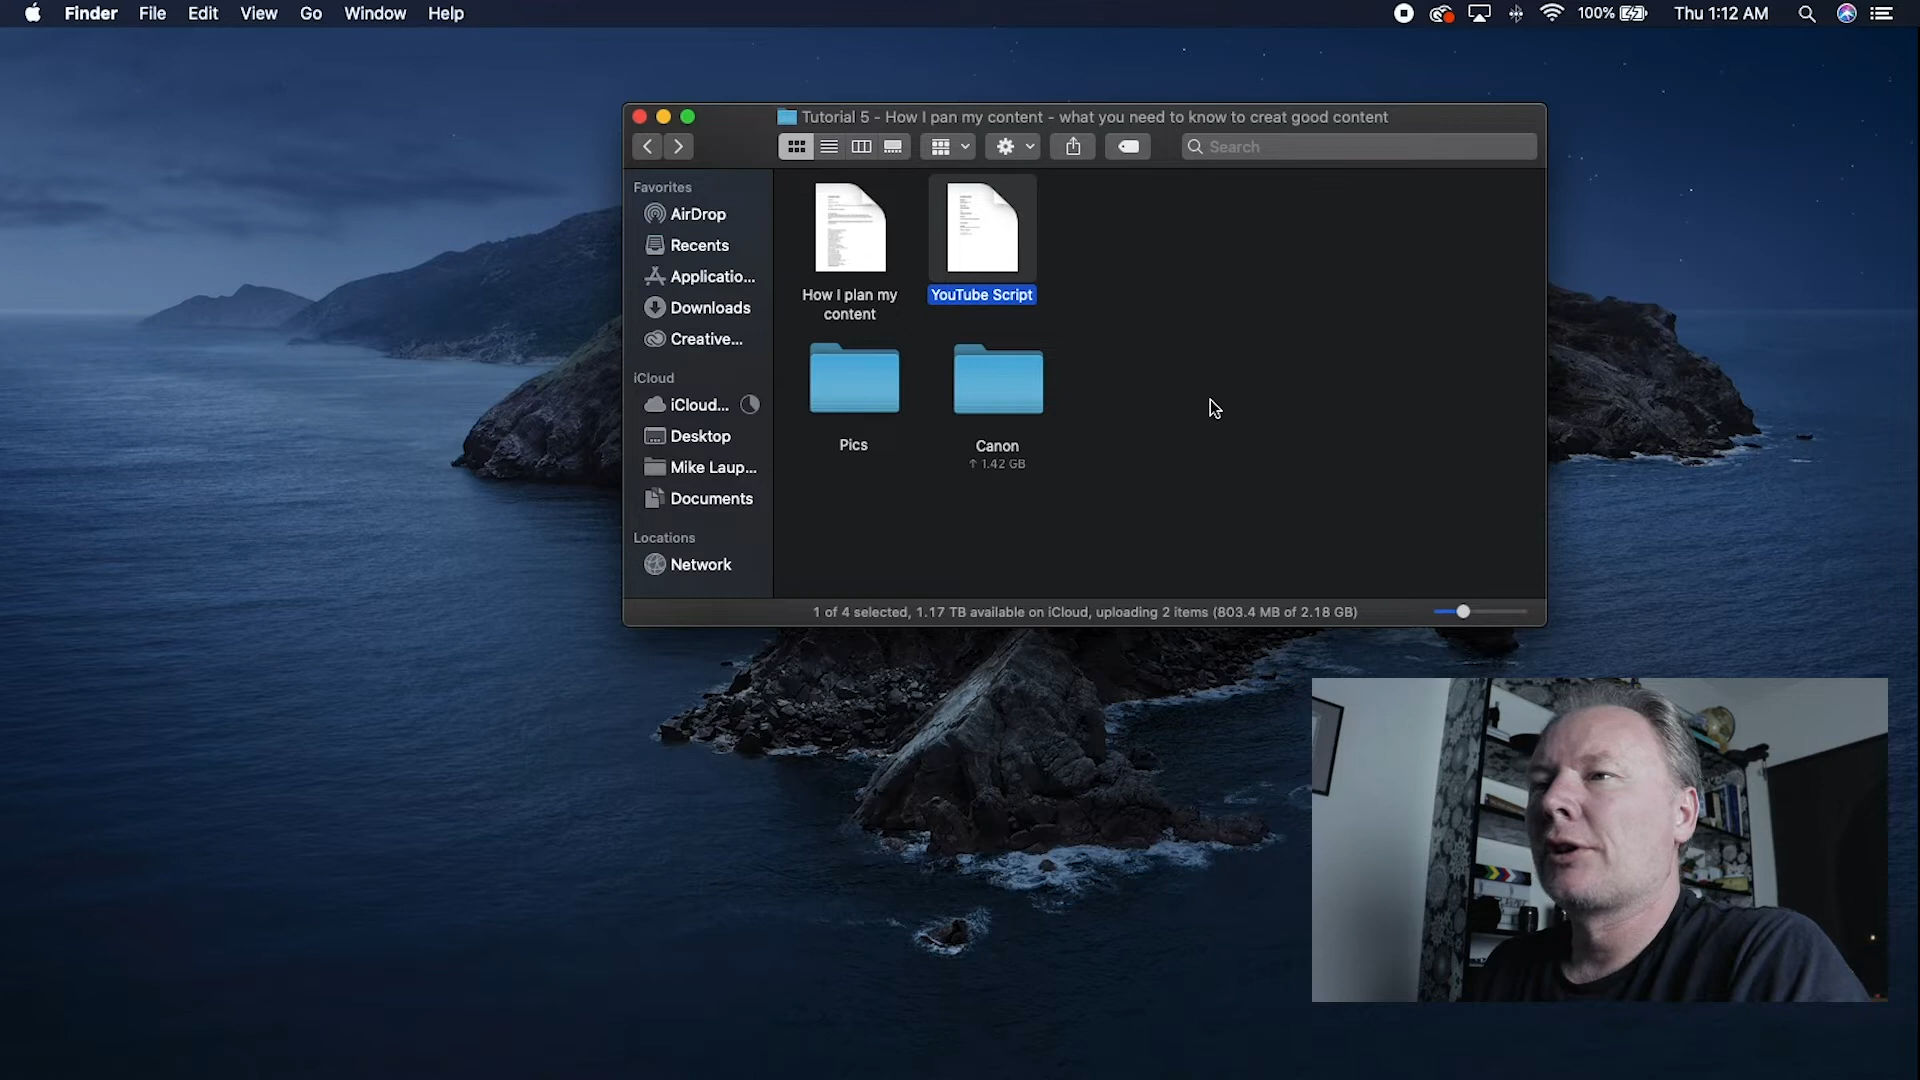 Finder File Edit View Go Window Help
100% Thu 1:12 AM
Tutorial 5 - How I pan my content - what you need to know to creat good content
Search
Favorites
AirDrop
Recents
Applicatio...
Downloads
Creative...
iCloud
iCloud...
Desktop
Mike Laup...
Documents
Locations
Network
How I plan my
content
YouTube Script
Pics
Canon
↑ 1.42 GB
1 of 4 selected, 1.17 TB available on iCloud, uploading 2 items (803.4 MB of 2.18 GB)